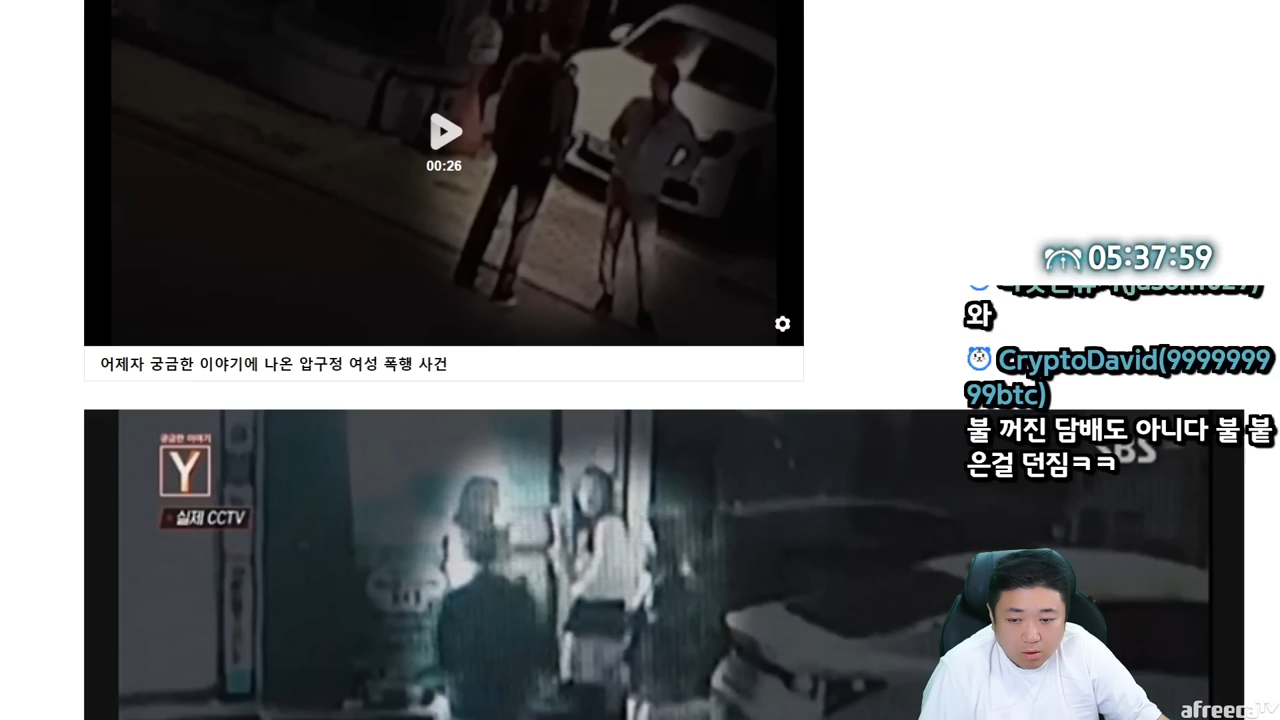 00:26
어제자 궁금한 이야기에 나온 압구정 여성 폭행 사건
궁금한 이야기
Y
실제 CCTV
SBS
05:37:59
와
CryptoDavid(9999999
99btc)
불 꺼진 담배도 아니다 불 붙
은걸 던짐ㅋㅋ
afreecaTV